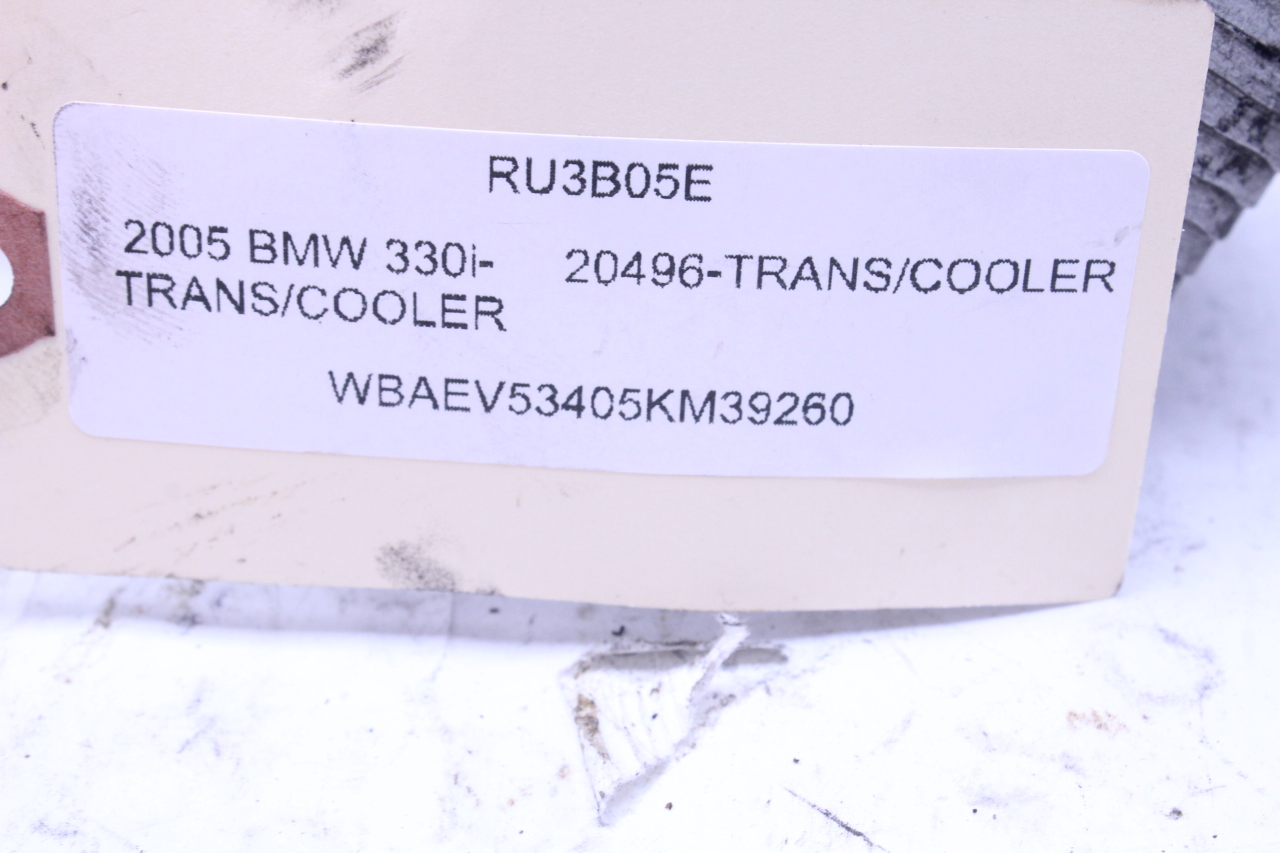 RU3B05E
2005 BMW 330i- 20496-TRANS/COOLER
TRANS/COOLER
WBAEV53405KM39260